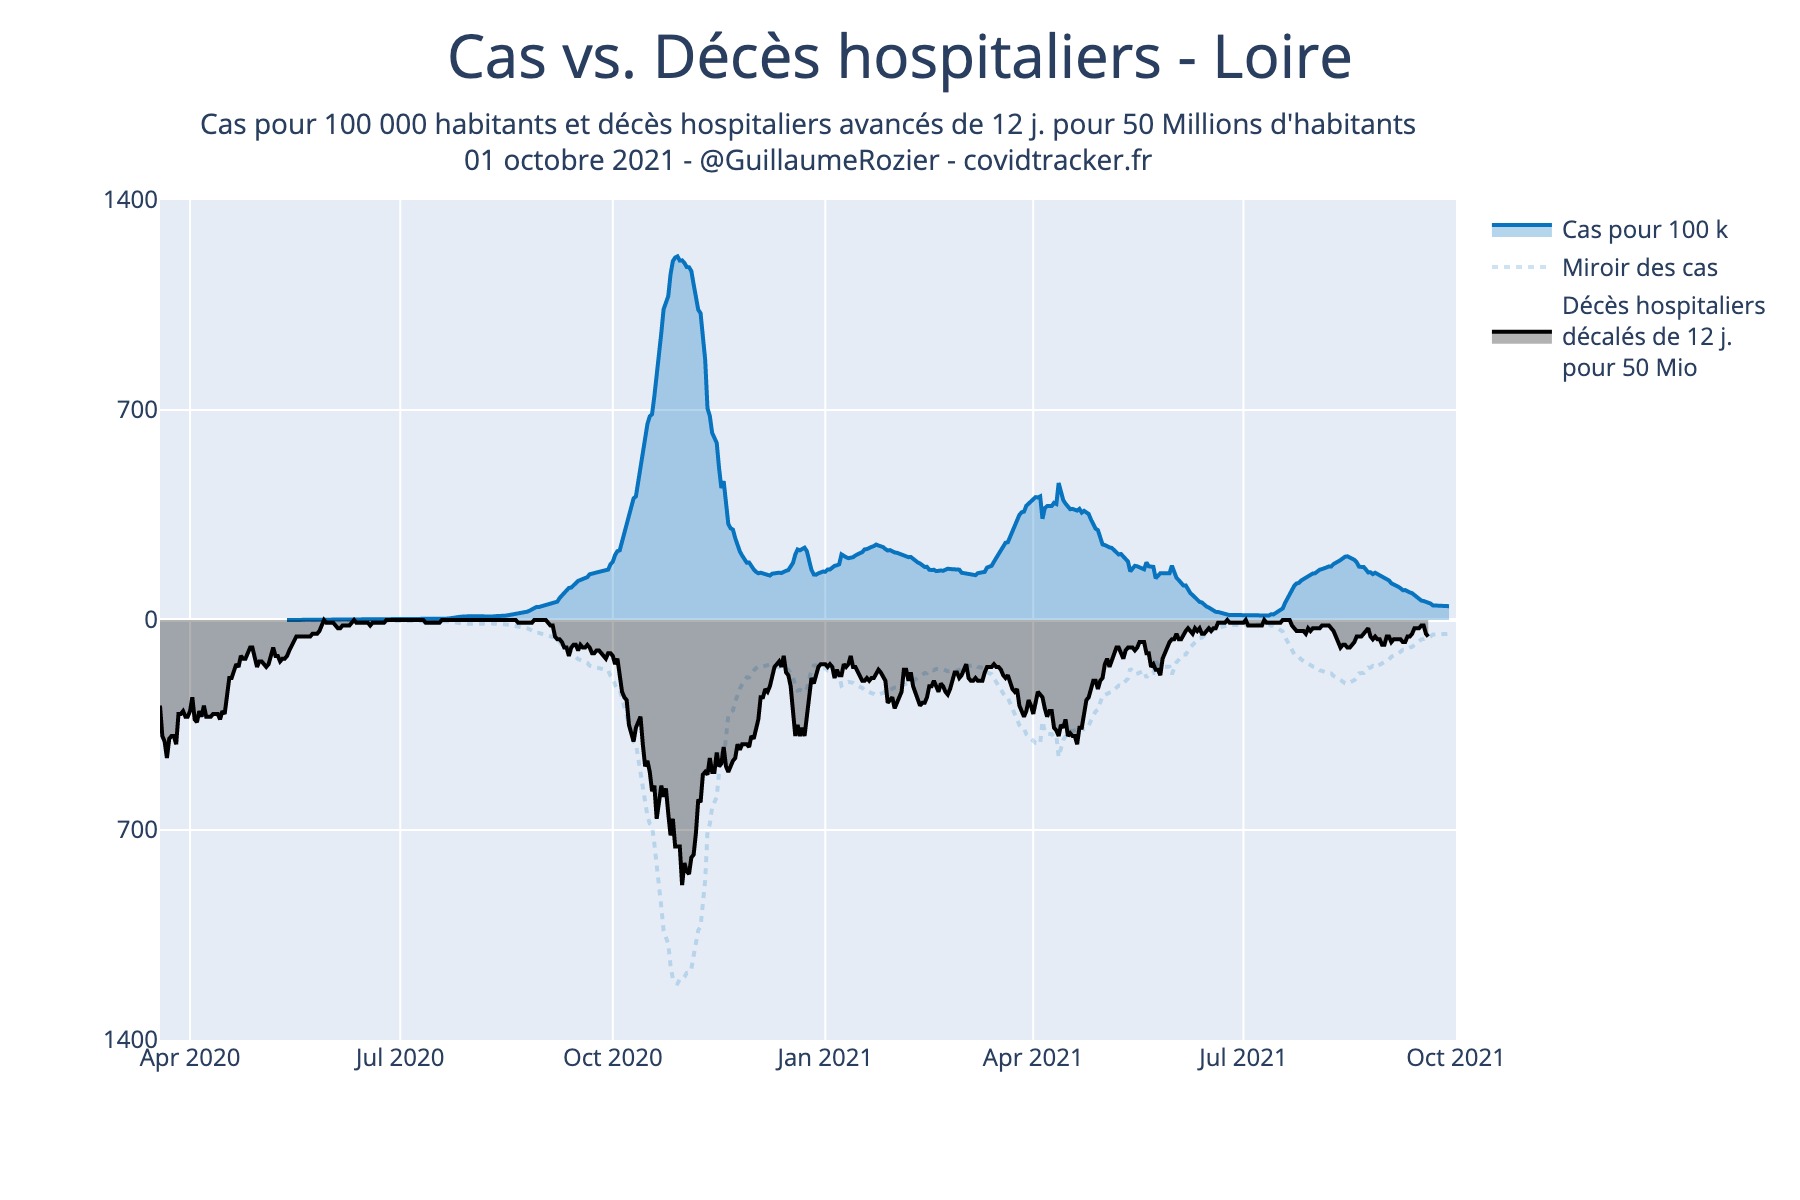 Cas vs. Décès hospitaliers - Loire
Cas pour 100 000 habitants et décès hospitaliers avancés de 12 j. pour 50 Millions d'habitants
01 octobre 2021 - @GuillaumeRozier - covidtracker.fr
1400
700
0
700
1400
Apr 2020
Jul 2020
Oct 2020
Jan 2021
Apr 2021
Jul 2021
Oct 2021
Cas pour 100 k
Miroir des cas
Décès hospitaliers
décalés de 12 j.
pour 50 Mio